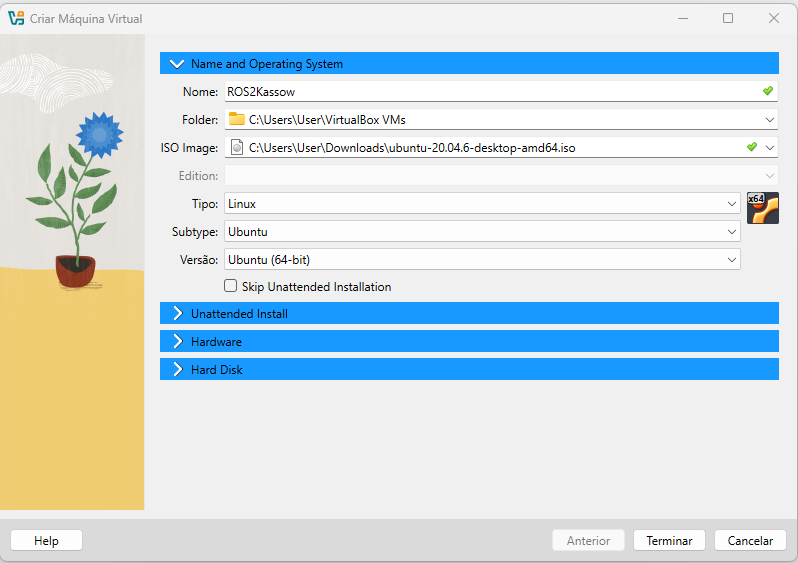 Criar Máquina Virtual
Name and Operating System
Nome: ROS2Kassow
Folder: C:\Users\User\VirtualBox VMs
ISO Image: C:\Users\User\Downloads\ubuntu-20.04.6-desktop-amd64.iso
Edition:
Tipo: Linux
x64
Subtype: Ubuntu
Versão: Ubuntu (64-bit)
Skip Unattended Installation
Unattended Install
Hardware
Hard Disk
Help Anterior Terminar Cancelar